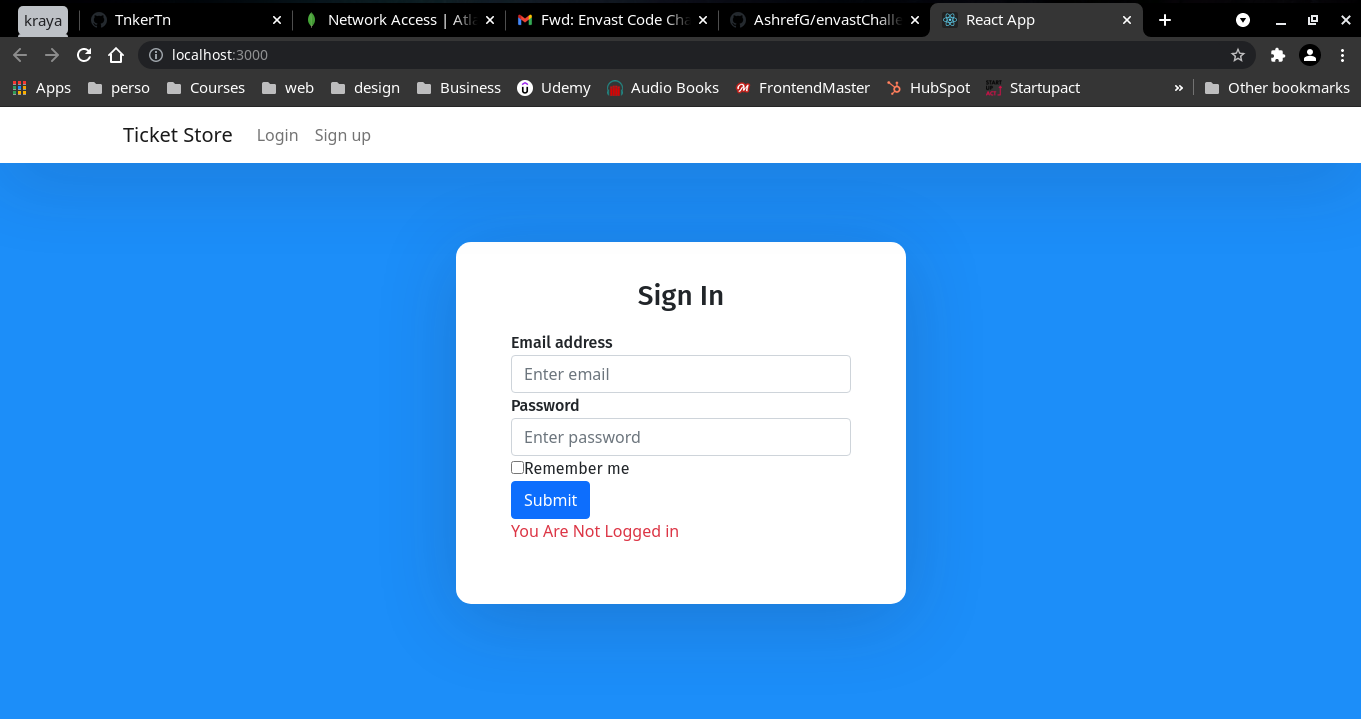 kraya TnkerTn Network Access | Atla Fwd: Envast Code Cha AshrefG/envastChalle React App
localhost:3000
Apps perso Courses web design Business Udemy Audio Books FrontendMaster HubSpot Startupact » Other bookmarks
Ticket Store Login Sign up
Sign In
Email address
Enter email
Password
Enter password
Remember me
Submit
You Are Not Logged in